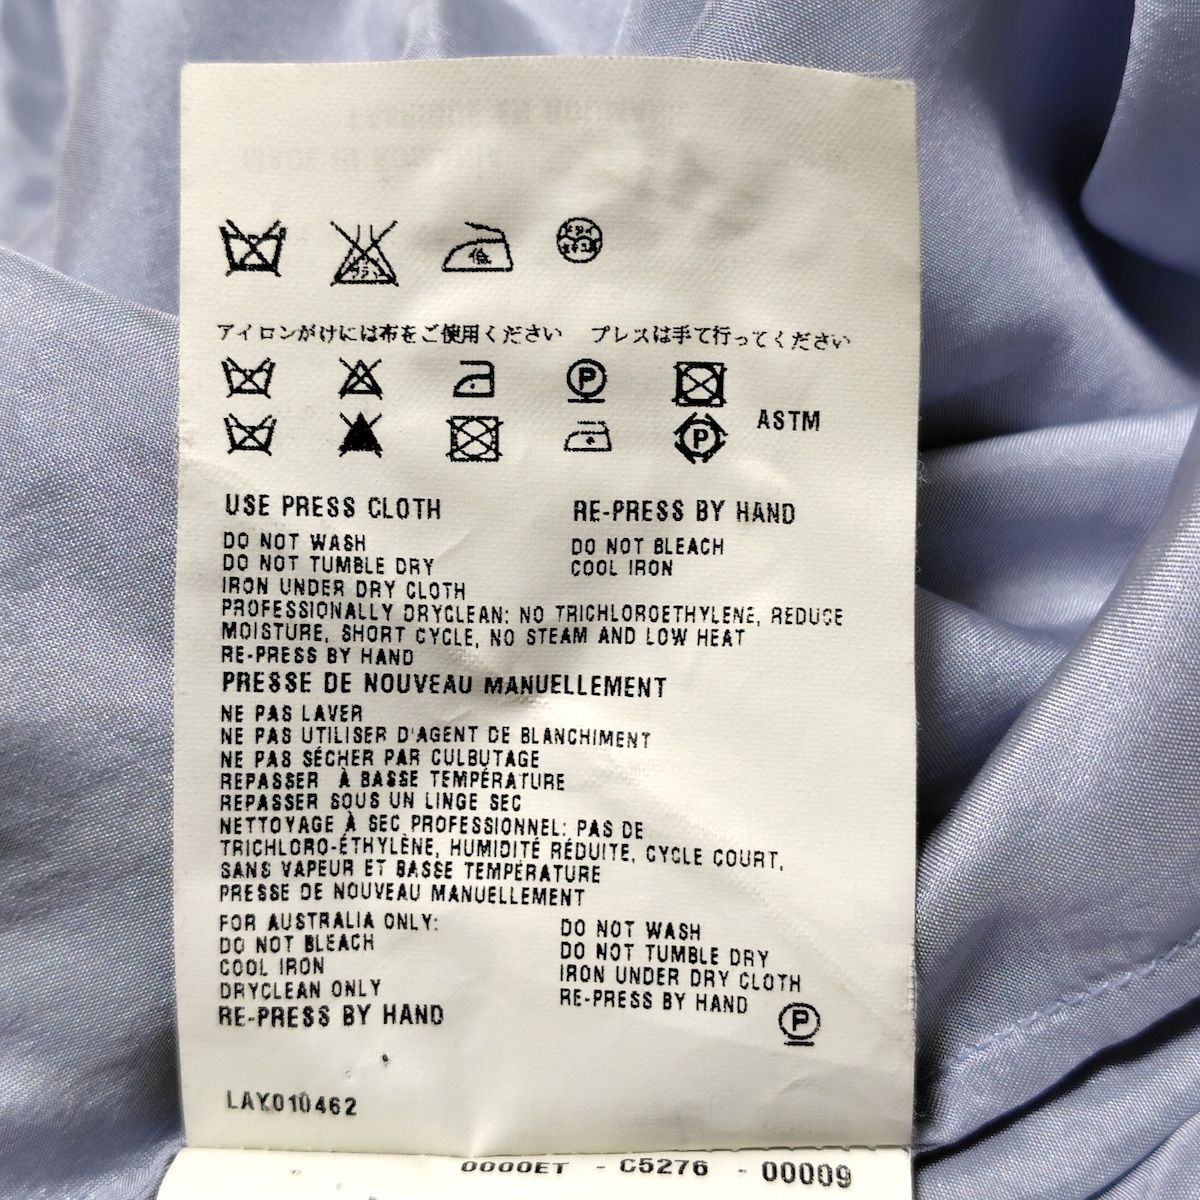 低
ドライ
アイロンがけには布をご使用ください プレスは手て行ってください
P
ASTM
P
USE PRESS CLOTH RE-PRESS BY HAND
DO NOT WASH DO NOT BLEACH
DO NOT TUMBLE DRY COOL IRON
IRON UNDER DRY CLOTH
PROFESSIONALLY DRYCLEAN: NO TRICHLOROETHYLENE, REDUCE
MOISTURE, SHORT CYCLE, NO STEAM AND LOW HEAT
RE-PRESS BY HAND
PRESSE DE NOUVEAU MANUELLEMENT
NE PAS LAVER
NE PAS UTILISER D'AGENT DE BLANCHIMENT
NE PAS SÉCHER PAR CULBUTAGE
REPASSER À BASSE TEMPÉRATURE
REPASSER SOUS UN LINGE SEC
NETTOYAGE À SEC PROFESSIONNEL: PAS DE
TRICHLORO-ÉTHYLÈNE, HUMIDITÉ RÉDUITE, CYCLE COURT,
SANS VAPEUR ET BASSE TEMPÉRATURE
PRESSE DE NOUVEAU MANUELLEMENT
FOR AUSTRALIA ONLY: DO NOT WASH
DO NOT BLEACH DO NOT TUMBLE DRY
COOL IRON IRON UNDER DRY CLOTH
DRYCLEAN ONLY RE-PRESS BY HAND
RE-PRESS BY HAND P
LAY010462
0000ET - C5276 - 00009